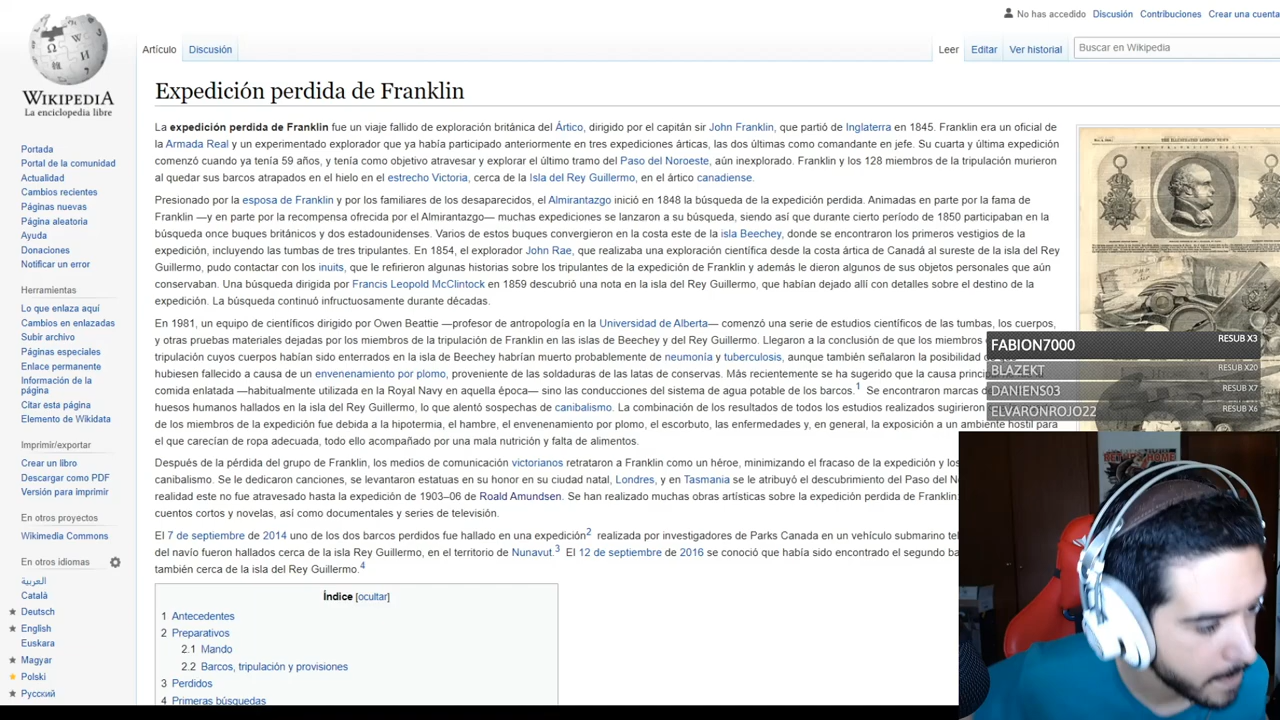 No has accedido Discusión Contribuciones Crear una cuenta
WIKIPEDIA
La enciclopedia libre
Portada
Portal de la comunidad
Actualidad
Cambios recientes
Páginas nuevas
Página aleatoria
Ayuda
Donaciones
Notificar un error
Herramientas
Lo que enlaza aquí
Cambios en enlazadas
Subir archivo
Páginas especiales
Enlace permanente
Información de la
página
Citar esta página
Elemento de Wikidata
Imprimir/exportar
Crear un libro
Descargar como PDF
Versión para imprimir
En otros proyectos
Wikimedia Commons
En otros idiomas
العربية
Català
Deutsch
English
Euskara
Magyar
Polski
Русский
Artículo Discusión Leer Editar Ver historial Buscar en Wikipedia
Expedición perdida de Franklin
La expedición perdida de Franklin fue un viaje fallido de exploración británica del Ártico, dirigido por el capitán sir John Franklin, que partió de Inglaterra en 1845. Franklin era un oficial de
la Armada Real y un experimentado explorador que ya había participado anteriormente en tres expediciones árticas, las dos últimas como comandante en jefe. Su cuarta y última expedición
comenzó cuando ya tenía 59 años, y tenía como objetivo atravesar y explorar el último tramo del Paso del Noroeste, aún inexplorado. Franklin y los 128 miembros de la tripulación murieron
al quedar sus barcos atrapados en el hielo en el estrecho Victoria, cerca de la Isla del Rey Guillermo, en el ártico canadiense.
Presionado por la esposa de Franklin y por los familiares de los desaparecidos, el Almirantazgo inició en 1848 la búsqueda de la expedición perdida. Animadas en parte por la fama de
Franklin —y en parte por la recompensa ofrecida por el Almirantazgo— muchas expediciones se lanzaron a su búsqueda, siendo así que durante cierto período de 1850 participaban en la
búsqueda once buques británicos y dos estadounidenses. Varios de estos buques convergieron en la costa este de la isla Beechey, donde se encontraron los primeros vestigios de la
expedición, incluyendo las tumbas de tres tripulantes. En 1854, el explorador John Rae, que realizaba una exploración científica desde la costa ártica de Canadá al sureste de la isla del Rey
Guillermo, pudo contactar con los inuits, que le refirieron algunas historias sobre los tripulantes de la expedición de Franklin y además le dieron algunos de sus objetos personales que aún
conservaban. Una búsqueda dirigida por Francis Leopold McClintock en 1859 descubrió una nota en la isla del Rey Guillermo, que habían dejado allí con detalles sobre el destino de la
expedición. La búsqueda continuó infructuosamente durante décadas.
En 1981, un equipo de científicos dirigido por Owen Beattie —profesor de antropología en la Universidad de Alberta— comenzó una serie de estudios científicos de las tumbas, los cuerpos,
y otras pruebas materiales dejadas por los miembros de la tripulación de Franklin en las islas de Beechey y del Rey Guillermo. Llegaron a la conclusión de que los miembros
tripulación cuyos cuerpos habían sido enterrados en la isla de Beechey habrían muerto probablemente de neumonía y tuberculosis, aunque también señalaron la posibilidad
hubiesen fallecido a causa de un envenenamiento por plomo, proveniente de las soldaduras de las latas de conservas. Más recientemente se ha sugerido que la causa
comida enlatada —habitualmente utilizada en la Royal Navy en aquella época— sino las conducciones del sistema de agua potable de los barcos.1 Se encontraron marcas
huesos humanos hallados en la isla del Rey Guillermo, lo que alentó sospechas de canibalismo. La combinación de los resultados de todos los estudios realizados sugirieron
de los miembros de la expedición fue debida a la hipotermia, el hambre, el envenenamiento por plomo, el escorbuto, las enfermedades y, en general, la exposición a un ambiente hostil para
el que carecían de ropa adecuada, todo ello acompañado por una mala nutrición y falta de alimentos.
Después de la pérdida del grupo de Franklin, los medios de comunicación victorianos retrataron a Franklin como un héroe, minimizando el fracaso de la expedición y
canibalismo. Se le dedicaron canciones, se levantaron estatuas en su honor en su ciudad natal, Londres, y en Tasmania se le atribuyó el descubrimiento del Paso del
realidad este no fue atravesado hasta la expedición de 1903–06 de Roald Amundsen. Se han realizado muchas obras artísticas sobre la expedición perdida de Franklin:
cuentos cortos y novelas, así como documentales y series de televisión.
El 7 de septiembre de 2014 uno de los dos barcos perdidos fue hallado en una expedición2 realizada por investigadores de Parks Canada en un vehículo submarino
del navío fueron hallados cerca de la isla Rey Guillermo, en el territorio de Nunavut.3 El 12 de septiembre de 2016 se conoció que había sido encontrado el segundo
también cerca de la isla del Rey Guillermo.4
Índice [ocultar]
1 Antecedentes
2 Preparativos
2.1 Mando
2.2 Barcos, tripulación y provisiones
3 Perdidos
4 Primeras búsquedas
FABION7000 RESUB X3
BLAZEKT RESUB X20
DANIENS03 RESUB X7
ELVARONROJO22 RESUB X6